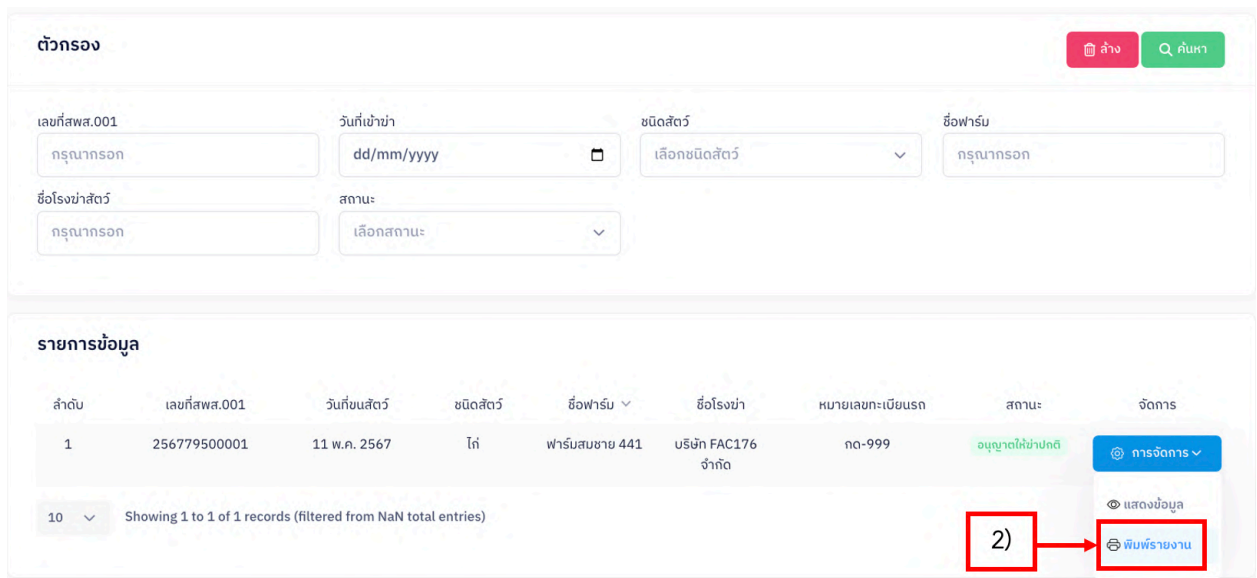 ตัวกรอง
ล้าง
ค้นหา
เลขที่สพส.001
วันที่เข้าฆ่า
ชนิดสัตว์
ชื่อฟาร์ม
กรุณากรอก
dd/mm/yyyy
เลือกชนิดสัตว์
กรุณากรอก
ชื่อโรงฆ่าสัตว์
สถานะ
กรุณากรอก
เลือกสถานะ
รายการข้อมูล
ลำดับ เลขที่สพส.001 วันที่ขนสัตว์ ชนิดสัตว์ ชื่อฟาร์ม ชื่อโรงฆ่า หมายเลขทะเบียนรถ สถานะ จัดการ
1 256779500001 11 พ.ค. 2567 ไก่ ฟาร์มสมชาย 441 บริษัท FAC176 กด-999 อนุญาตให้ฆ่าปกติ การจัดการ
จำกัด
แสดงข้อมูล
10 Showing 1 to 1 of 1 records (filtered from NaN total entries)
2) พิมพ์รายงาน